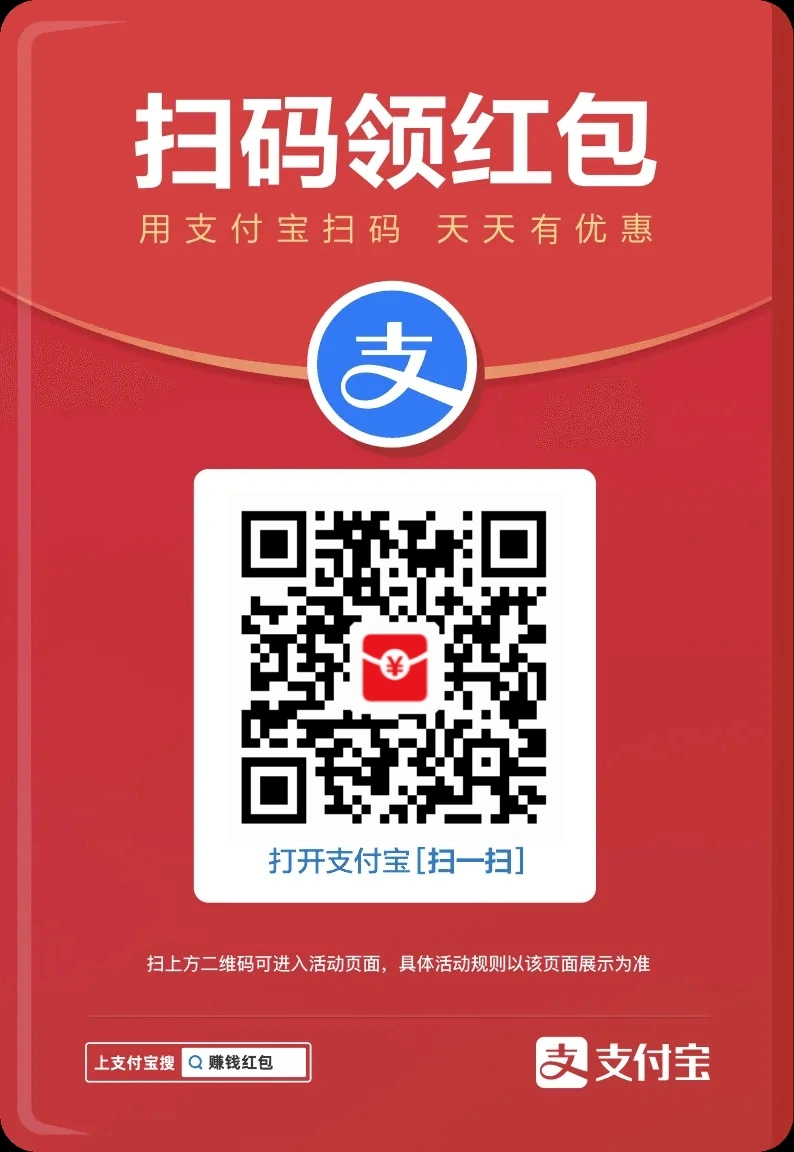 扫码领红包
用支付宝扫码 天天有优惠
支
¥
打开支付宝[扫一扫]
扫上方二维码可进入活动页面，具体活动规则以该页面展示为准
上支付宝搜 赚钱红包
支 支付宝